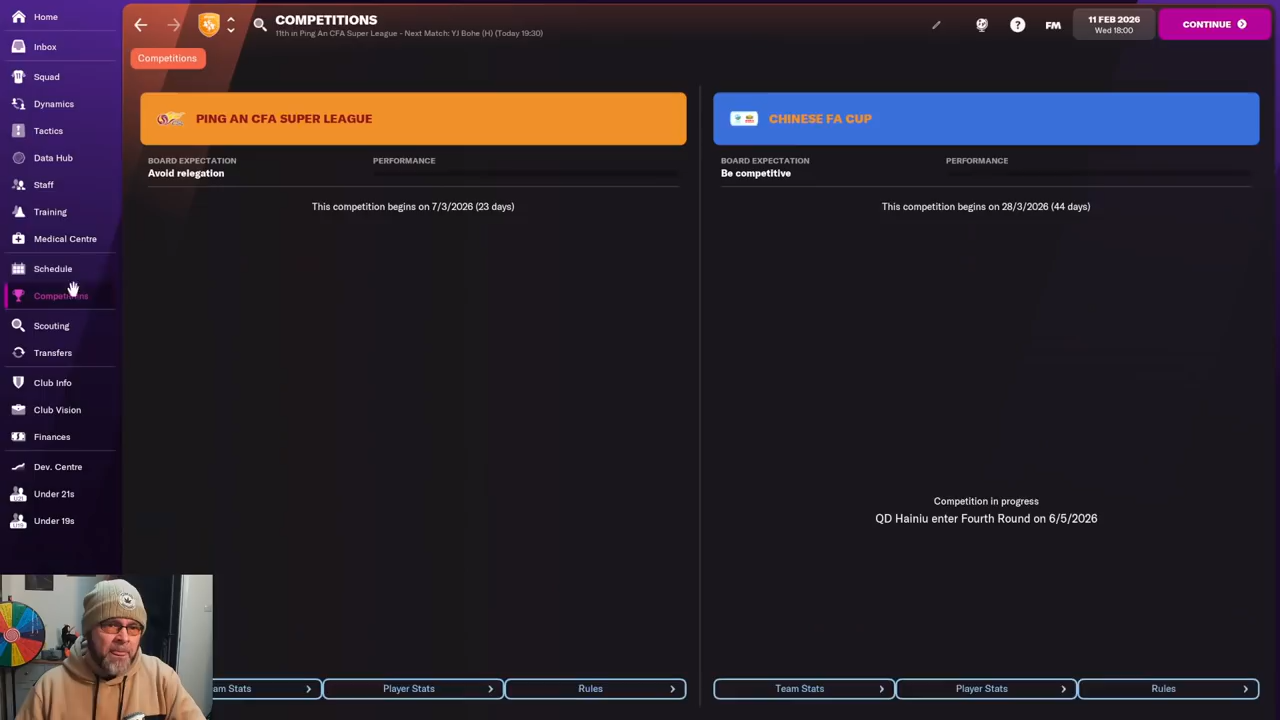 Home
Inbox
Squad
Dynamics
Tactics
Data Hub
Staff
Training
Medical Centre
Schedule
Competitions
Scouting
Transfers
Club Info
Club Vision
Finances
Dev. Centre
Under 21s
Under 19s
COMPETITIONS
11th in Ping An CFA Super League - Next Match: YJ Bohe (H) (Today 19:30)
FM
11 FEB 2026
Wed 18:00
CONTINUE
Competitions
PING AN CFA SUPER LEAGUE
BOARD EXPECTATION
PERFORMANCE
Avoid relegation
This competition begins on 7/3/2026 (23 days)
am Stats
Player Stats
Rules
CHINESE FA CUP
BOARD EXPECTATION
PERFORMANCE
Be competitive
This competition begins on 28/3/2026 (44 days)
Competition in progress
QD Hainiu enter Fourth Round on 6/5/2026
Team Stats
Player Stats
Rules